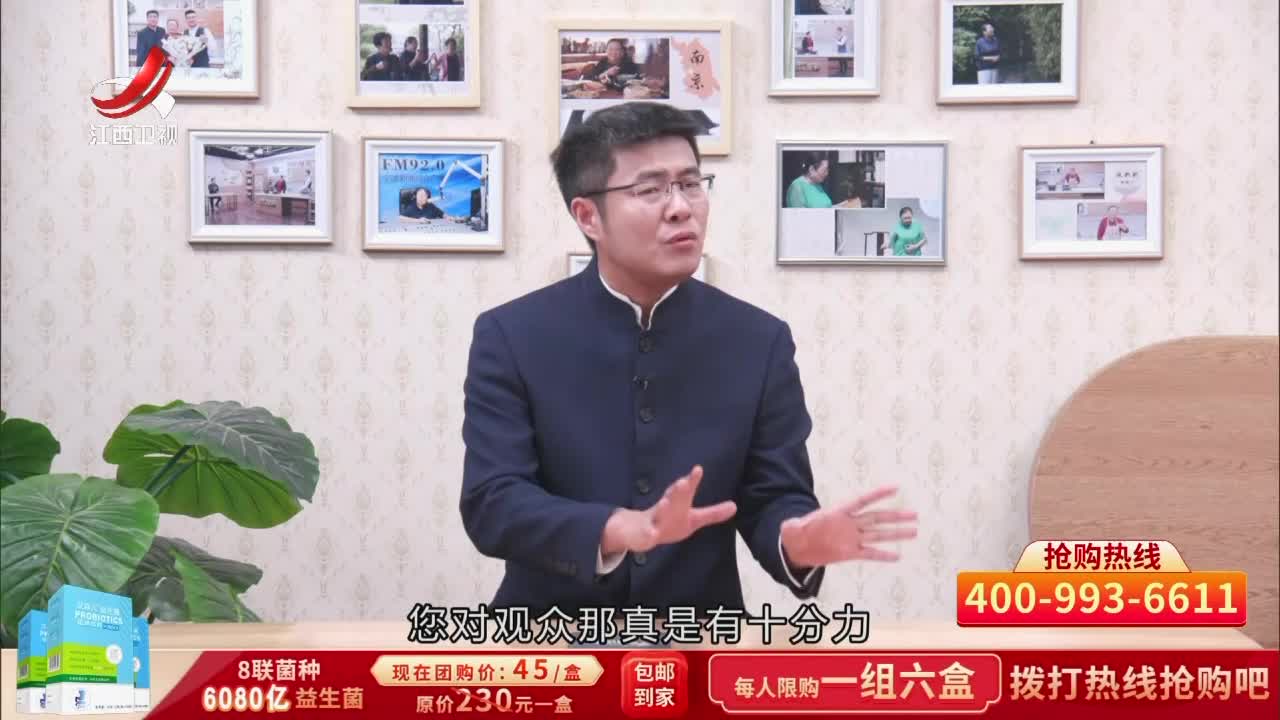 江西卫视
南京
FM92.0
抢购热线
400-993-6611
您对观众那真是有十分力
PROBIOTICS
8联菌种
6080亿益生菌
现在团购价:45/盒
原价230元一盒
包邮
到家
每人限购一组六盒
拨打热线抢购吧